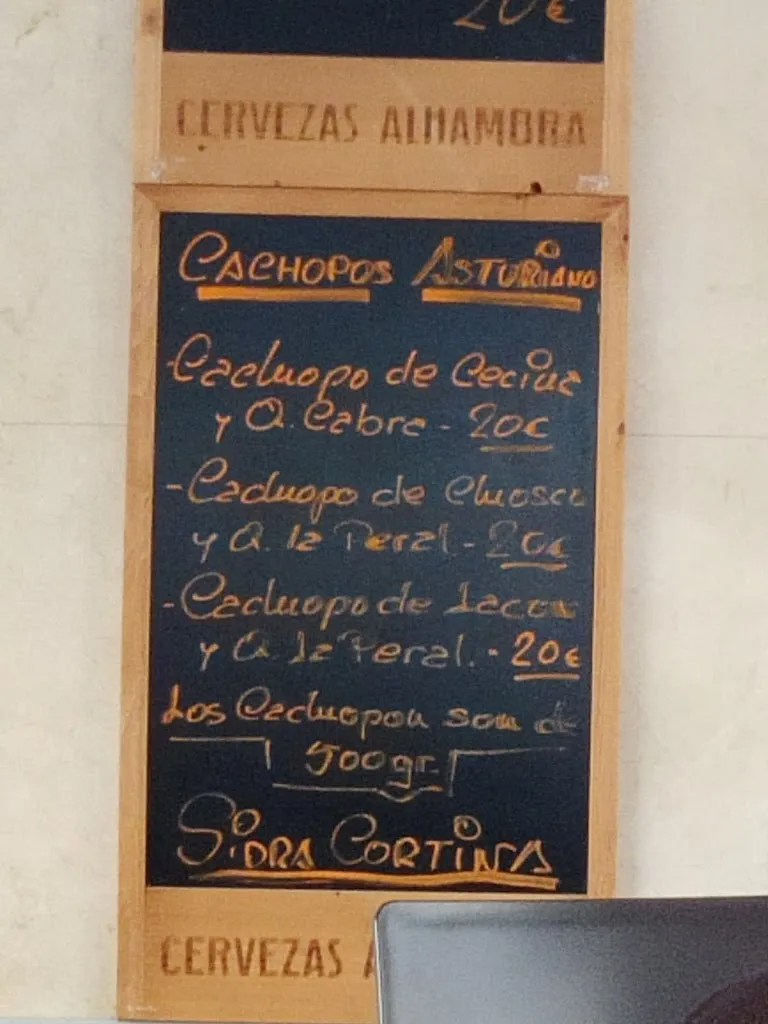 20€
CERVEZAS ALHAMBRA
CACHOPOS ASTURIANO
- Cachopo de Cecina
y Q. Cabra - 20€
- Cachopo de Chosco
y Q. la Peral - 20€
- Cachopo de Lacon
y Q. la Peral. - 20€
Los Cachopos son de
500gr.
SIDRA CORTINA
CERVEZAS A